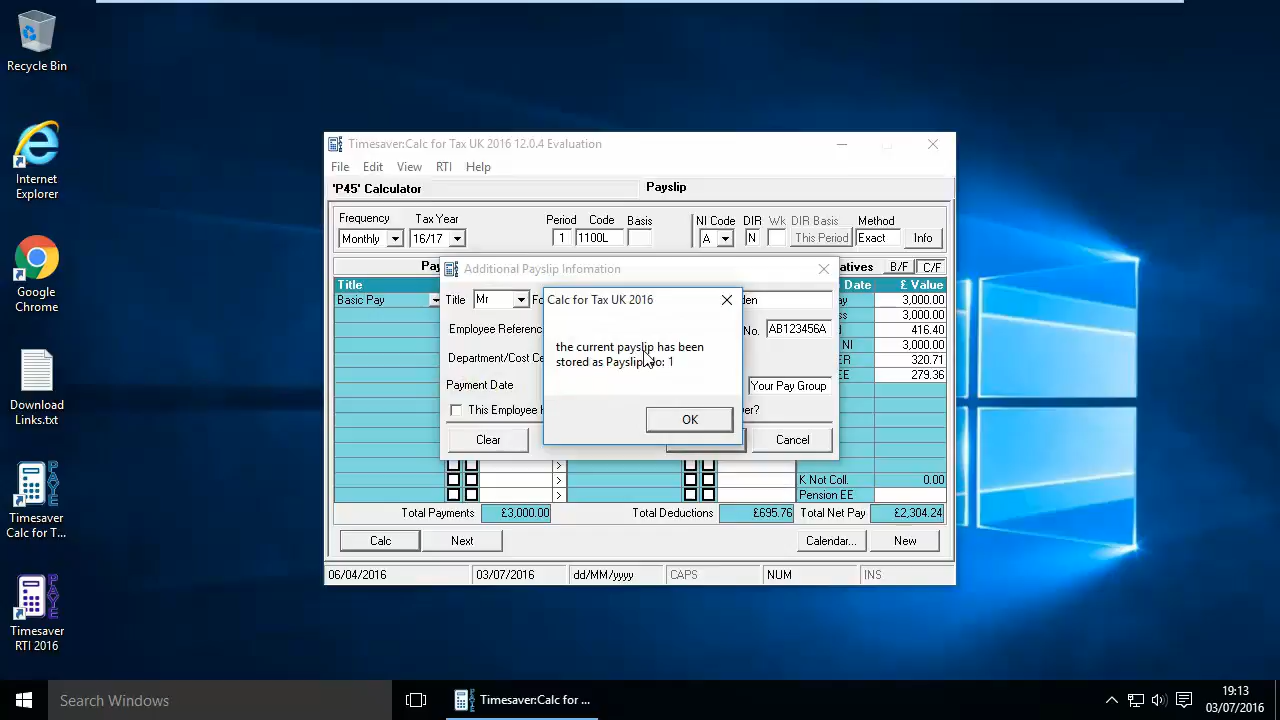 Recycle Bin
Internet
Explorer
Google
Chrome
Download
Links.txt
Timesaver
Calc for T...
Timesaver
RTI 2016
Timesaver:Calc for Tax UK 2016 12.0.4 Evaluation
File Edit View RTI Help
'P45' Calculator Payslip
Frequency Tax Year Period Code Basis NI Code DIR Wk DIR Basis Method
Monthly 16/17 1 1100L A N This Period Exact Info
Additional Payslip Infomation
B/F C/F
Title £ Value
Basic Pay
Title Mr
3,000.00
3,000.00
416.40
3,000.00
320.71
279.36
Employee Referenc No. AB123456A
Department/Cost Ce
Payment Date Your Pay Group
This Employee
Clear Cancel
Calc for Tax UK 2016
the current payslip has been
stored as Payslip No: 1
OK
K Not Coll. 0.00
Pension EE
Total Payments £3,000.00 Total Deductions £695.76 Total Net Pay £2,304.24
Calc Next Calendar... New
06/04/2016 03/07/2016 dd/MM/yyyy CAPS NUM INS
Search Windows
Timesaver:Calc for ...
19:13
03/07/2016